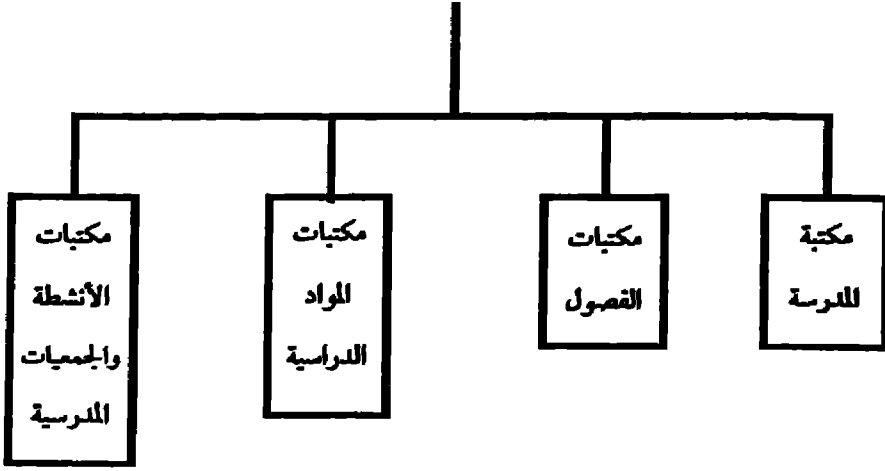 مكتبة
المدرسة
مكتبات
الفصول
مكتبات
المواد
الدراسية
مكتبات
الأنشطة
والجمعيات
المدرسية